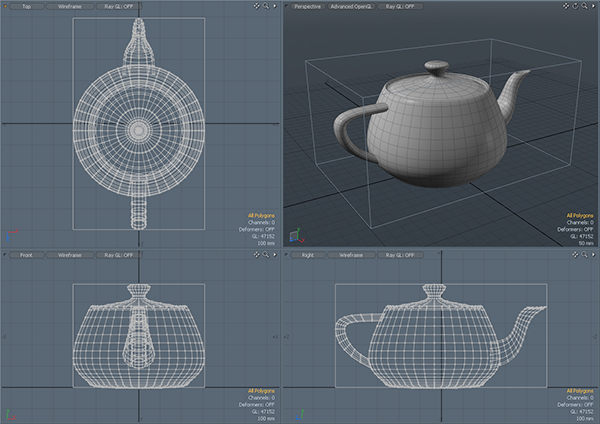 Top Wireframe Ray GL: OFF
All Polygons
Channels: 0
Deformers: OFF
GL: 47152
100 mm
Perspective Advanced OpenGL Ray GL: OFF
All Polygons
Channels: 0
Deformers: OFF
GL: 47152
50 mm
Front Wireframe Ray GL: OFF
All Polygons
Channels: 0
Deformers: OFF
GL: 47152
100 mm
Right Wireframe Ray GL: OFF
All Polygons
Channels: 0
Deformers: OFF
GL: 47152
100 mm